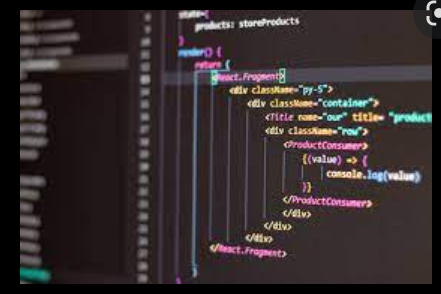 state={
products: storeProducts
}
render() {
return (
<React.Fragment>
<div className="py-5">
<div className="container">
<Title name="our" title= "product
<div className="row">
<ProductConsumer>
{(value) => {
console.log(value)
}}
</ProductConsumer>
</div>
</div>
</div>
</React.Fragment>
)
}